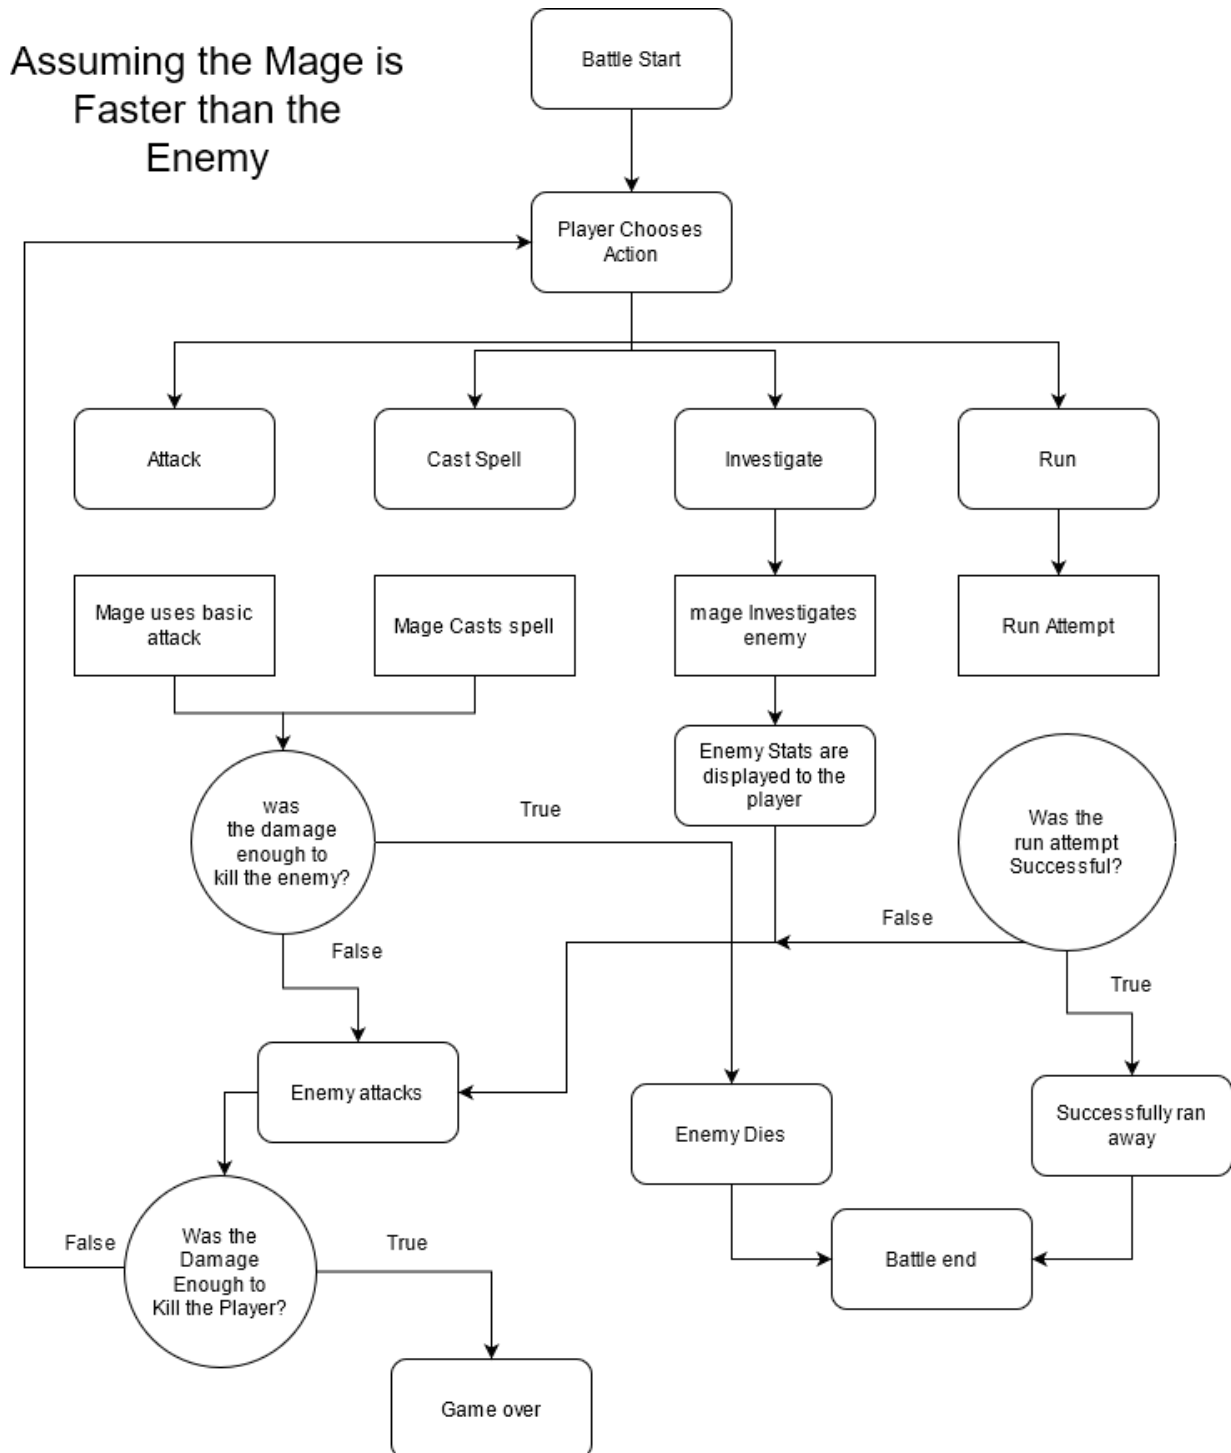 Assuming the Mage is
Faster than the
Enemy
Battle Start
Player Chooses
Action
Attack
Cast Spell
Investigate
Run
Mage uses basic
attack
Mage Casts spell
mage Investigates
enemy
Run Attempt
was
the damage
enough to
kill the enemy?
True
Enemy Stats are
displayed to the
player
Was the
run attempt
Successful?
False
False
True
Enemy attacks
Enemy Dies
Successfully ran
away
False
Was the
Damage
Enough to
Kill the Player?
True
Battle end
Game over